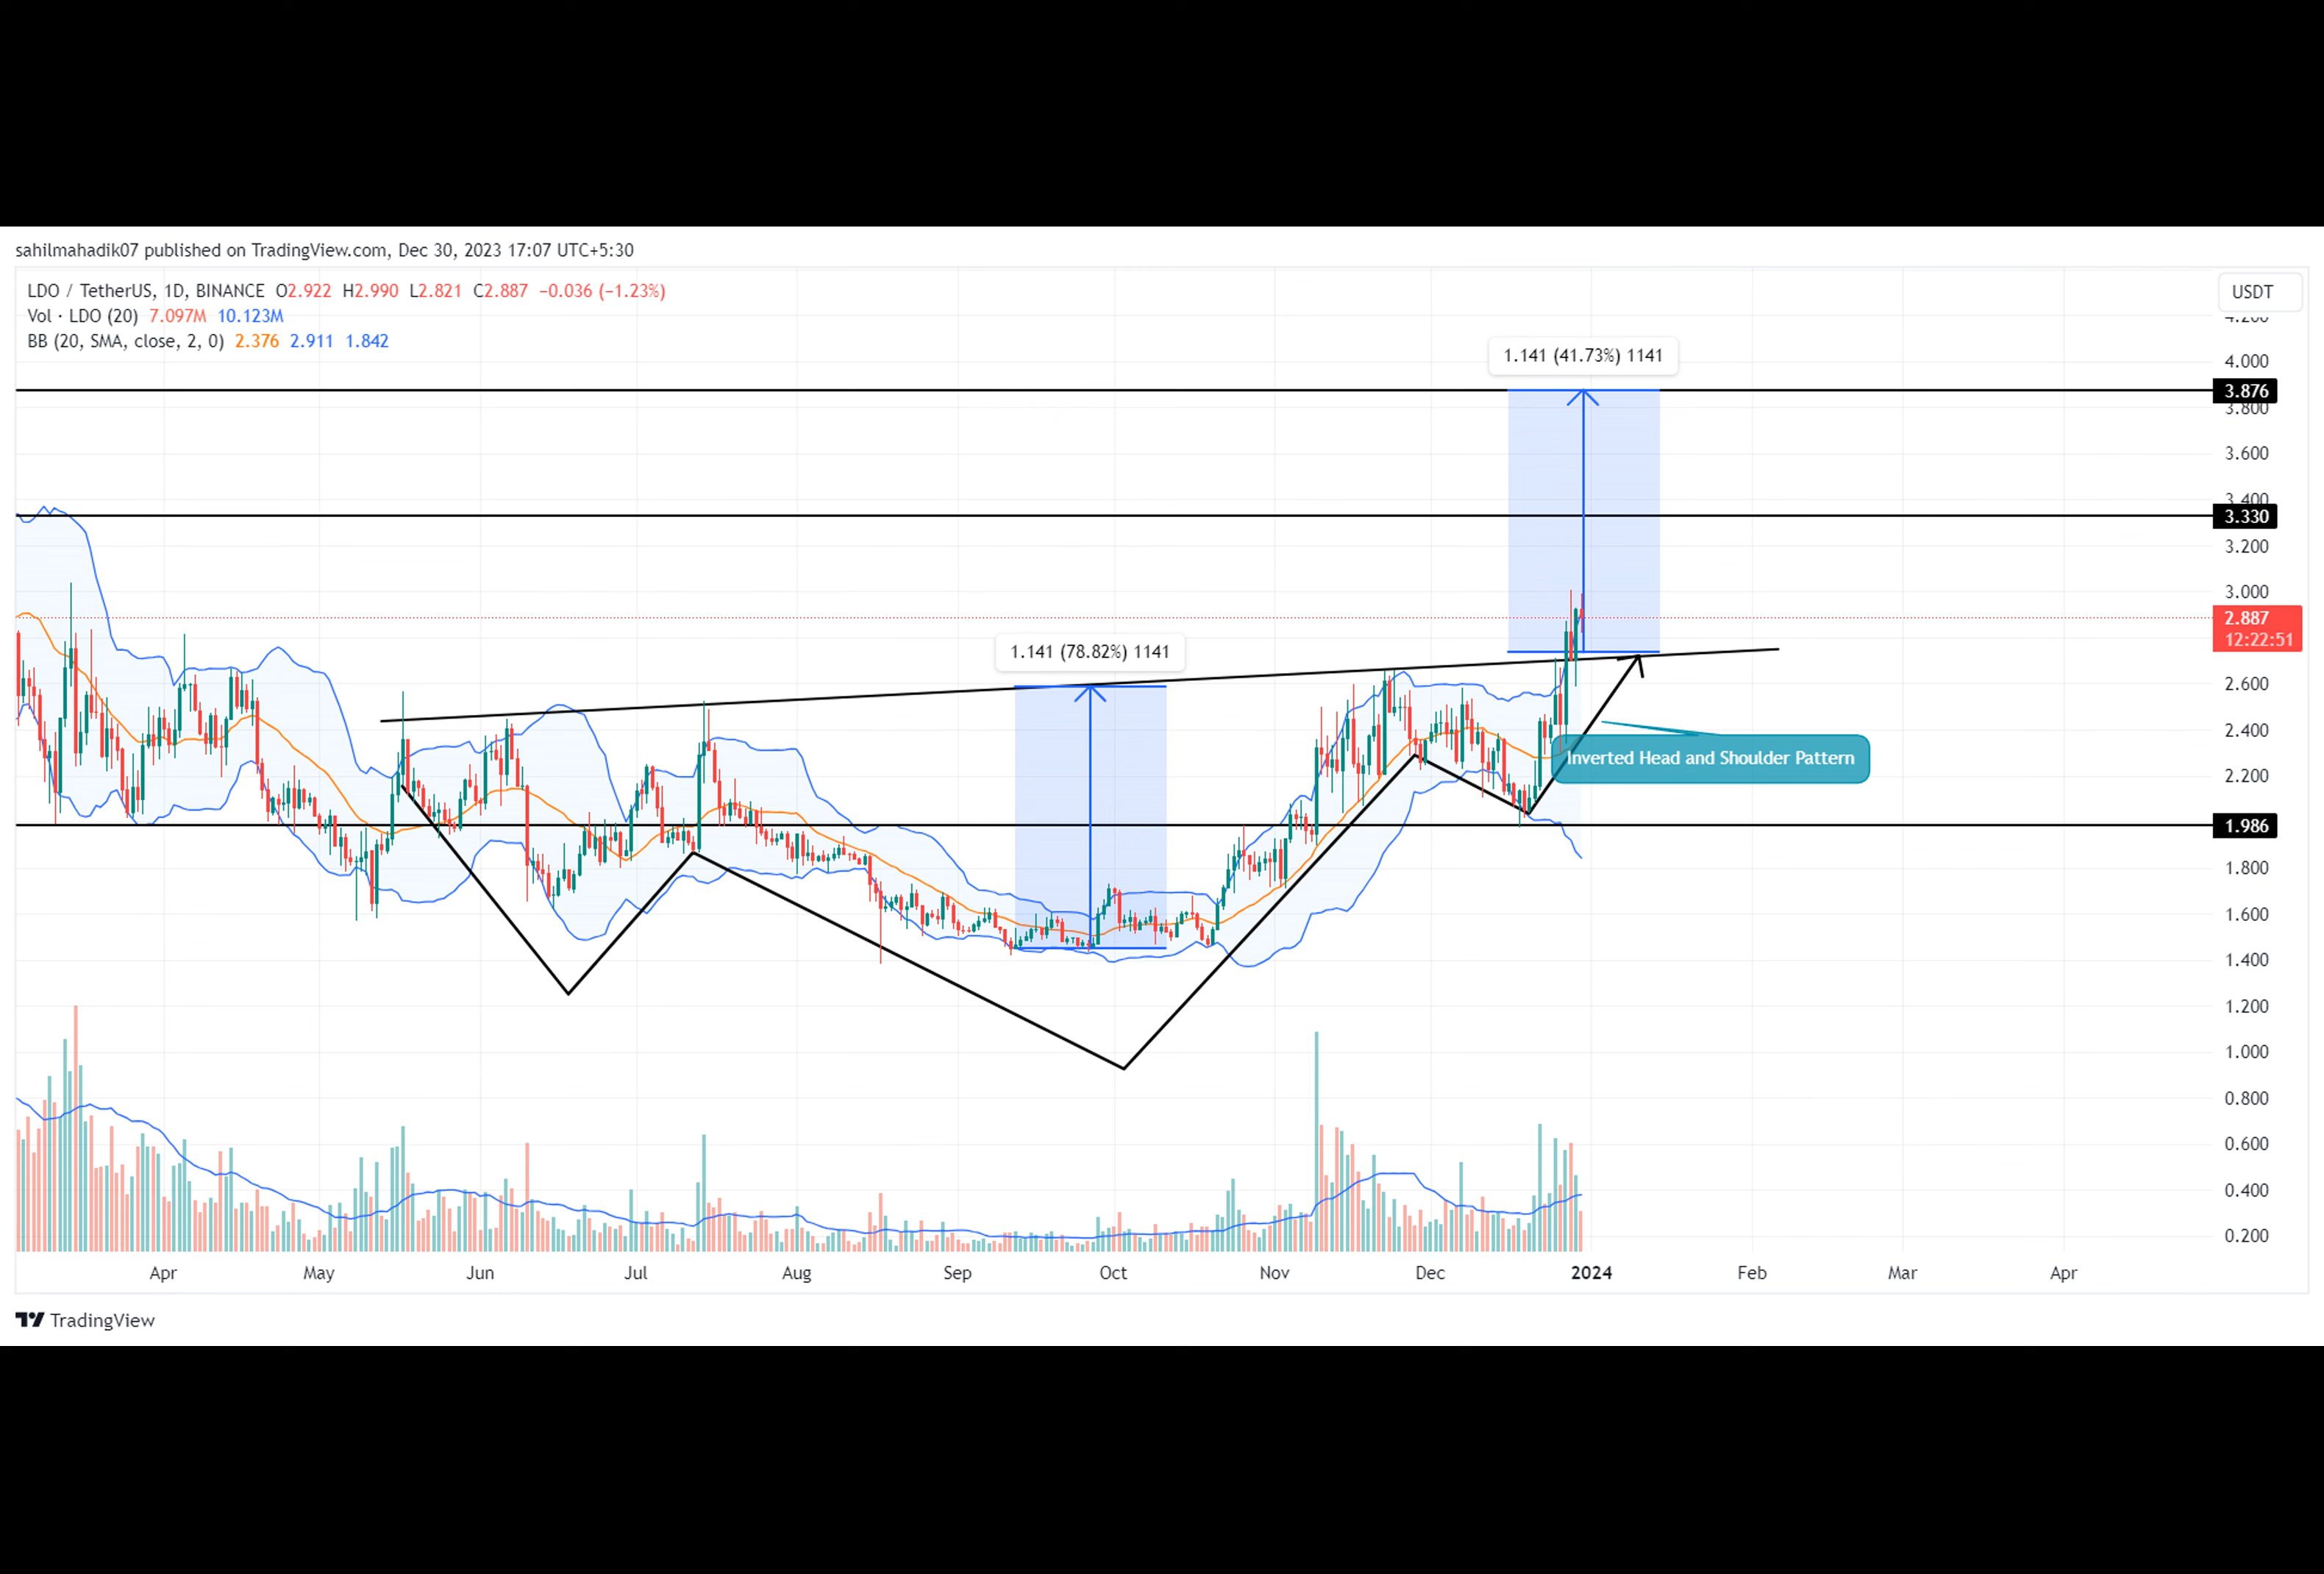 sahilmahadik07 published on TradingView.com, Dec 30, 2023 17:07 UTC+5:30
LDO / TetherUS, 1D, BINANCE O2.922 H2.990 L2.821 C2.887 −0.036 (−1.23%)
Vol · LDO (20) 7.097M 10.123M
BB (20, SMA, close, 2, 0) 2.376 2.911 1.842
USDT
4.200
1.141 (41.73%) 1141
4.000
3.876
3.800
3.600
3.400
3.330
3.200
3.000
2.887
12:22:51
1.141 (78.82%) 1141
2.600
2.400
Inverted Head and Shoulder Pattern
2.200
1.986
1.800
1.600
1.400
1.200
1.000
0.800
0.600
0.400
0.200
Apr May Jun Jul Aug Sep Oct Nov Dec 2024 Feb Mar Apr
TradingView